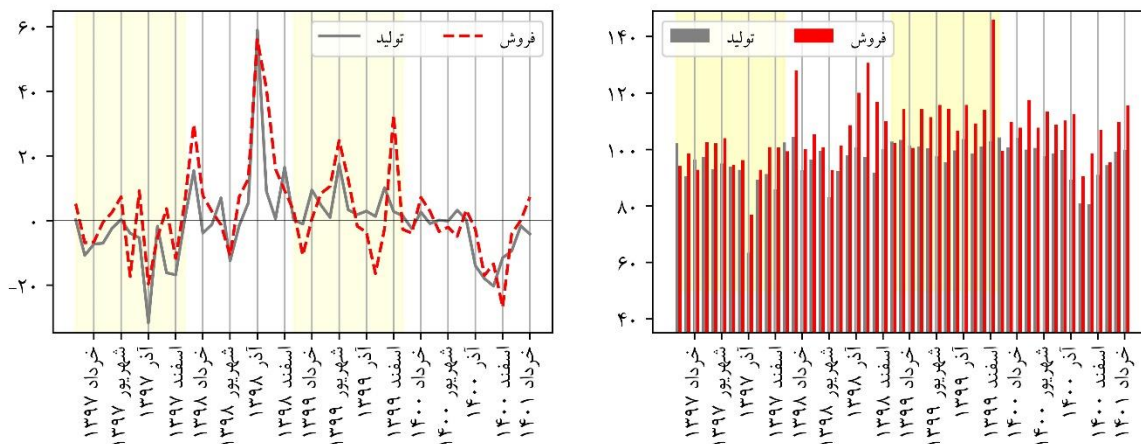 تولید
فروش
۶۰
۴۰
۲۰
۰
-۲۰
خرداد ۱۳۹۷
شهریور ۱۳۹۷
آذر ۱۳۹۷
اسفند ۱۳۹۷
خرداد ۱۳۹۸
شهریور ۱۳۹۸
آذر ۱۳۹۸
اسفند ۱۳۹۸
خرداد ۱۳۹۹
شهریور ۱۳۹۹
آذر ۱۳۹۹
اسفند ۱۳۹۹
خرداد ۱۴۰۰
شهریور ۱۴۰۰
آذر ۱۴۰۰
اسفند ۱۴۰۰
خرداد ۱۴۰۱
تولید
فروش
۱۴۰
۱۲۰
۱۰۰
۸۰
۶۰
۴۰
خرداد ۱۳۹۷
شهریور ۱۳۹۷
آذر ۱۳۹۷
اسفند ۱۳۹۷
خرداد ۱۳۹۸
شهریور ۱۳۹۸
آذر ۱۳۹۸
اسفند ۱۳۹۸
خرداد ۱۳۹۹
شهریور ۱۳۹۹
آذر ۱۳۹۹
اسفند ۱۳۹۹
خرداد ۱۴۰۰
شهریور ۱۴۰۰
آذر ۱۴۰۰
اسفند ۱۴۰۰
خرداد ۱۴۰۱